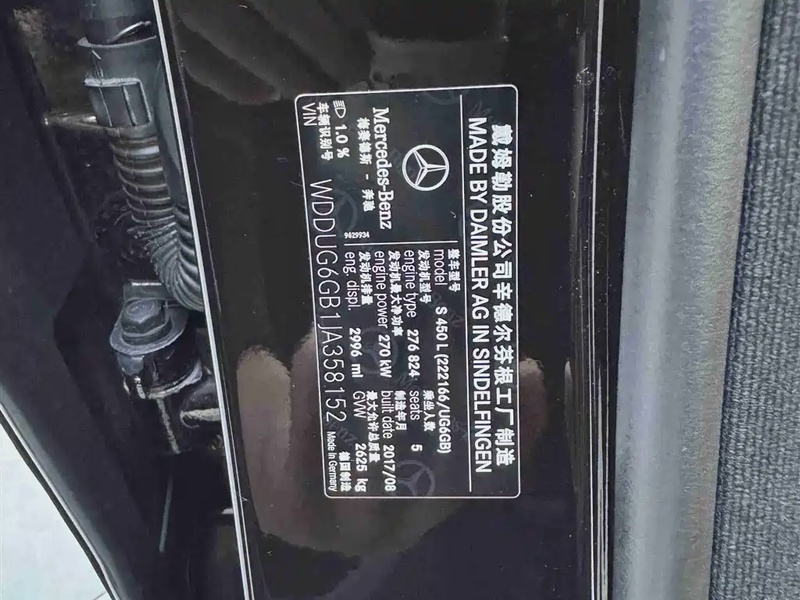 戴姆勒股份公司辛德尔芬根工厂制造
MADE BY DAIMLER AG IN SINDELFINGEN
Mercedes-Benz
梅赛德斯 - 奔驰
1.0 %
9629934
整车型号
model S 450 L (222166/UG6GB)
发动机型号 乘坐人数
engine type 276 824 seats 5
发动机最大净功率 制造年月
engine power 270 kW built date 2017/08
发动机排量 最大允许总质量
eng. displ. 2996 ml GVW 2625 kg
车辆识别号 德国制造
VIN WDDUG6GB1JA358152 Made in Germany